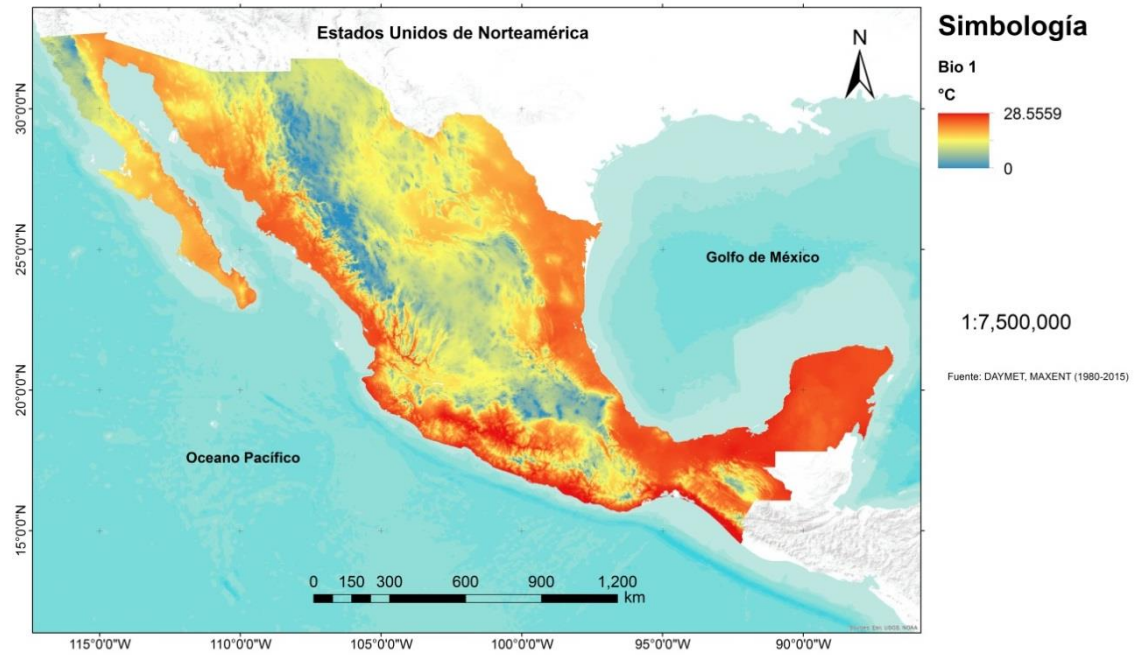 Estados Unidos de Norteamérica
N
Golfo de México
Oceano Pacífico
0 150 300 600 900 1,200
km
30°0'0"N
25°0'0"N
20°0'0"N
15°0'0"N
115°0'0"W 110°0'0"W 105°0'0"W 100°0'0"W 95°0'0"W 90°0'0"W
Simbología
Bio 1
°C
28.5559
0
1:7,500,000
Fuente: DAYMET, MAXENT (1980-2015)